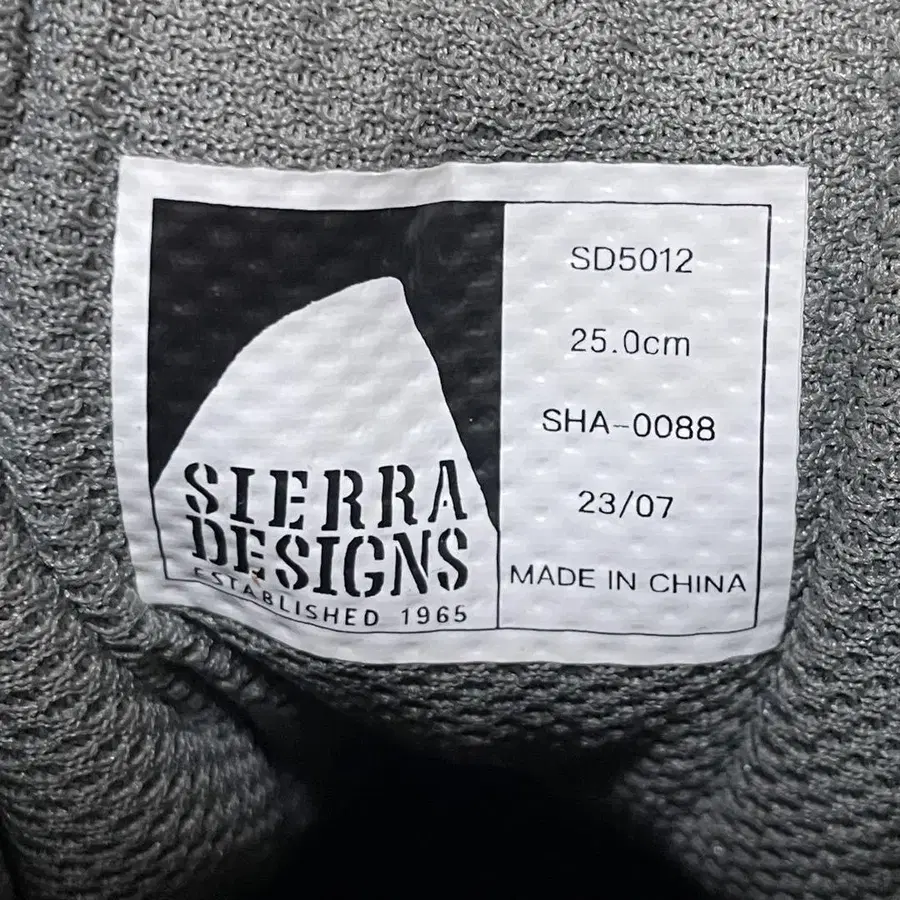 SIERRA
DESIGNS
ESTABLISHED 1965
SD5012
25.0cm
SHA-0088
23/07
MADE IN CHINA